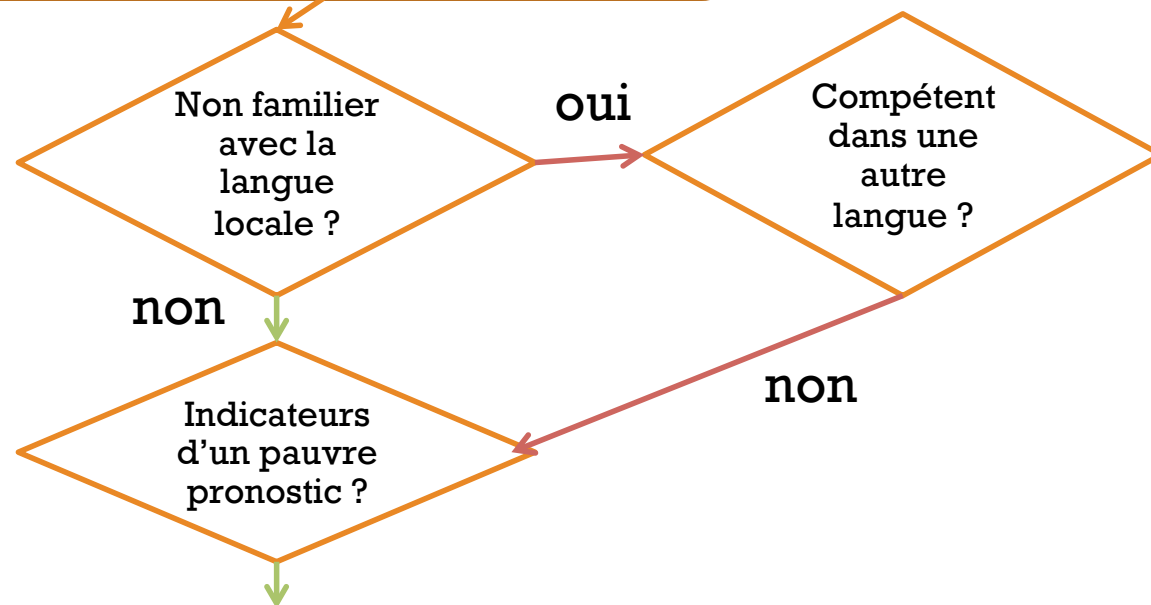 Non familier
avec la
langue
locale ?
oui
Compétent
dans une
autre
langue ?
non
non
Indicateurs
d'un pauvre
pronostic ?